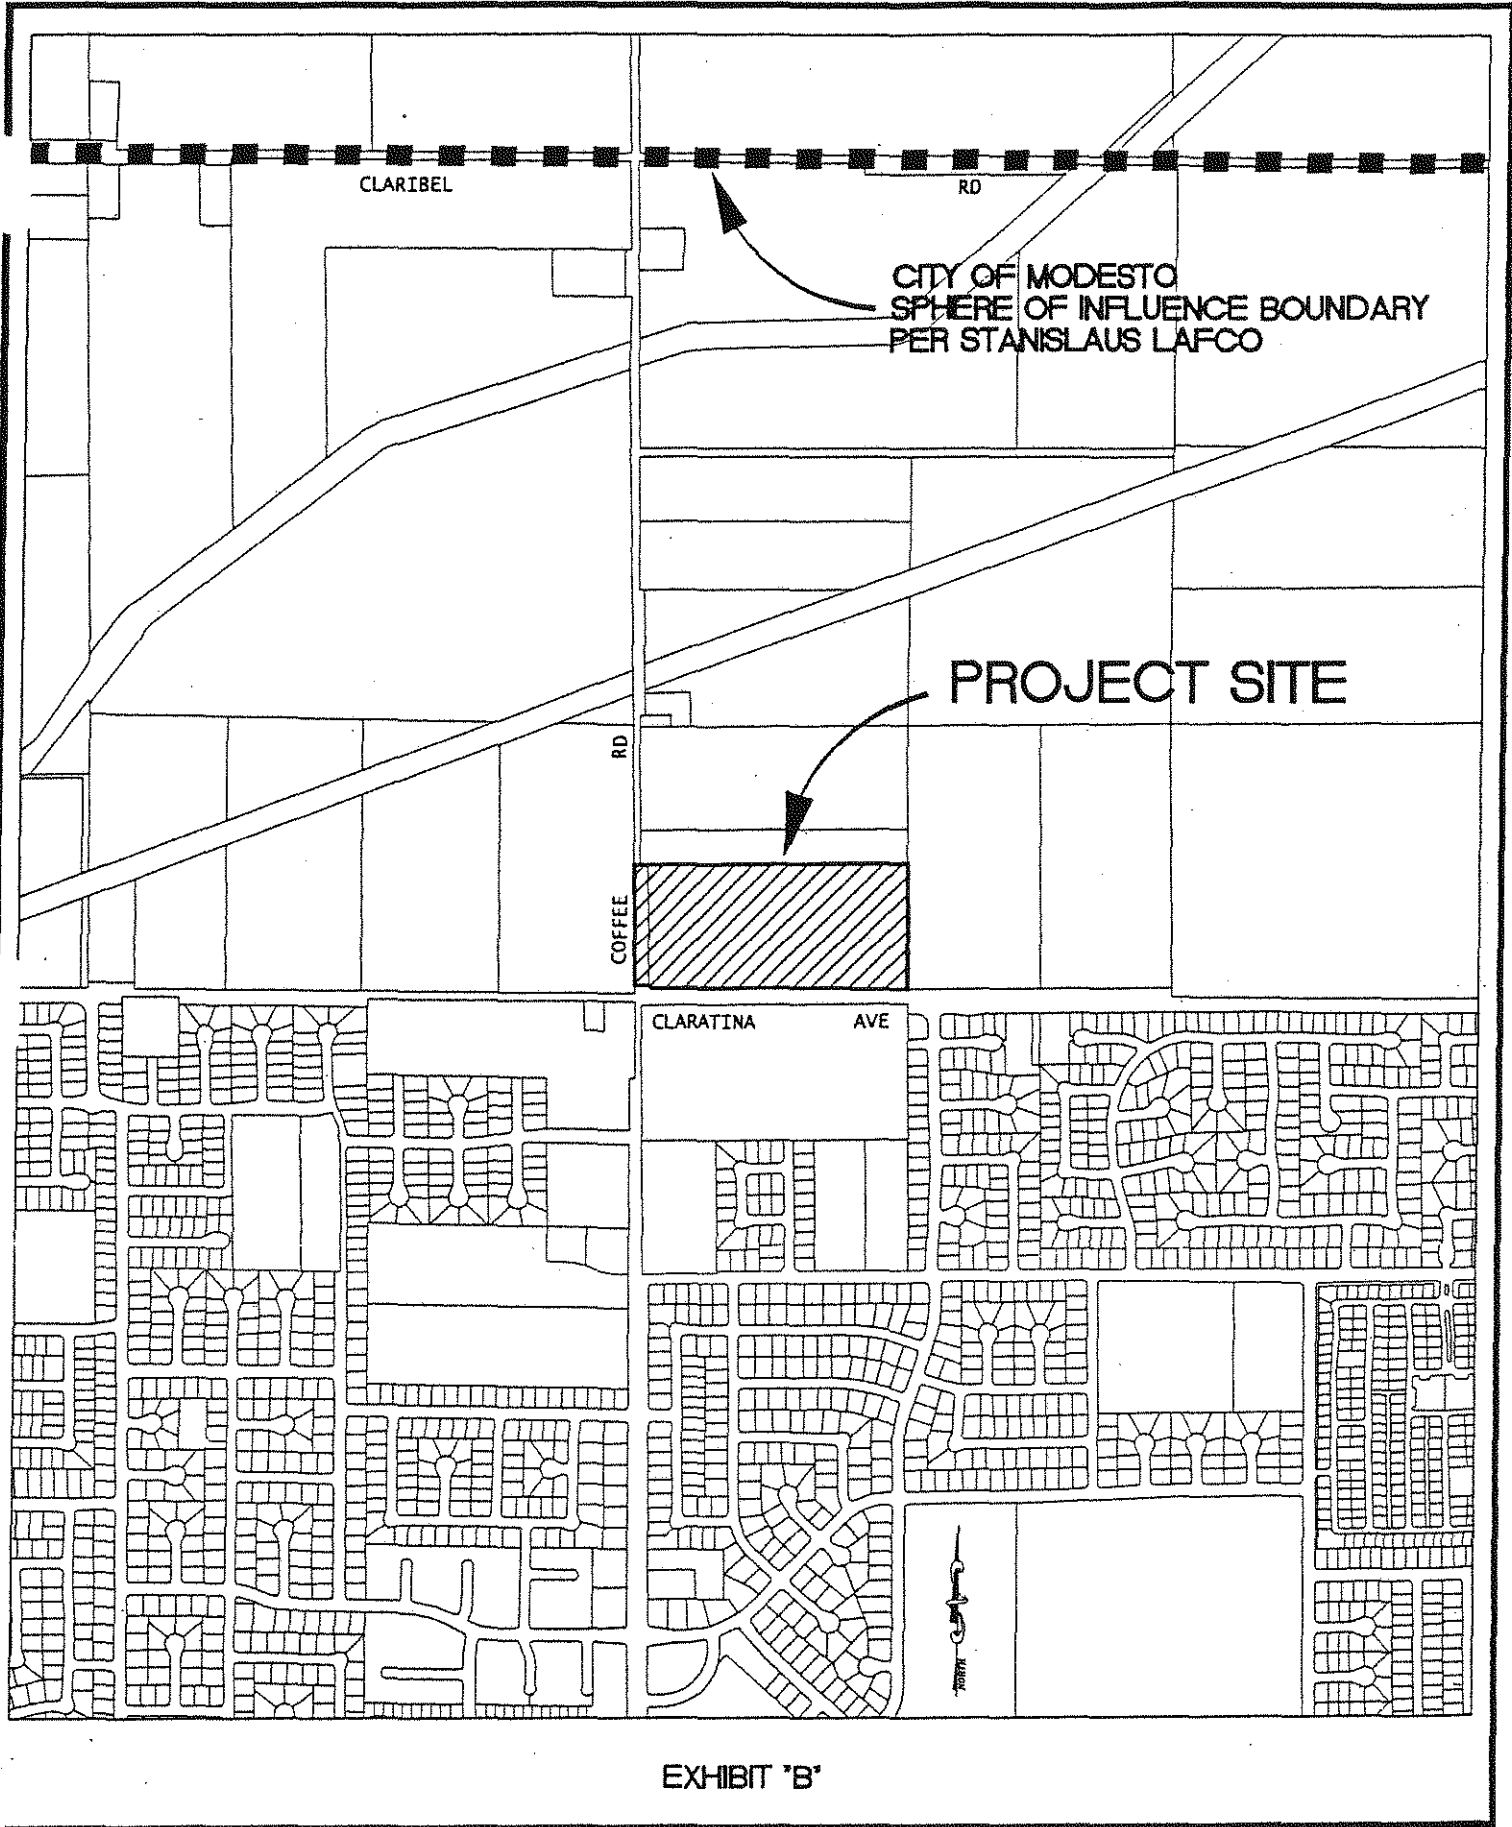 CLARIBEL
RD
CITY OF MODESTO
SPHERE OF INFLUENCE BOUNDARY
PER STANISLAUS LAFCO
PROJECT SITE
RD
COFFEE
CLARATINA AVE
NORTH
EXHIBIT "B"